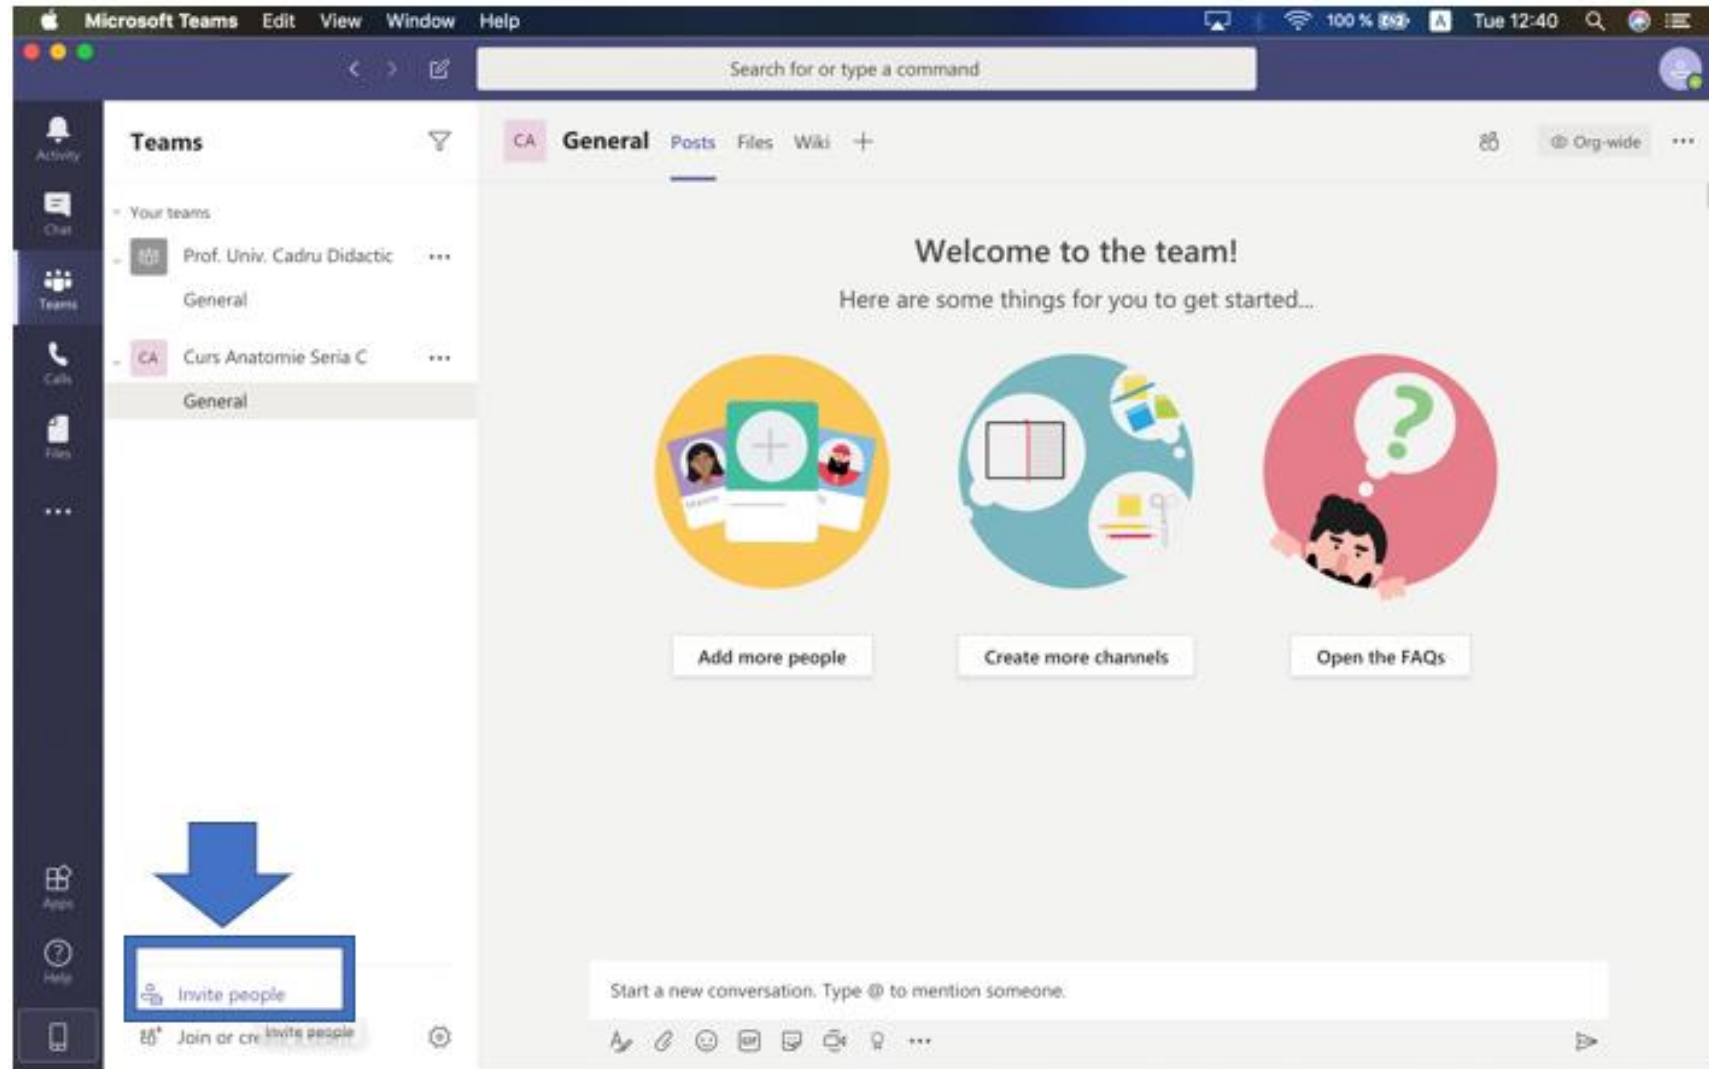 Microsoft Teams Edit View Window Help 100 % Tue 12:40
Search for or type a command
Activity
Chat
Teams
Calls
Files
Apps
Help
Teams
Your teams
Prof. Univ. Cadru Didactic
General
CA Curs Anatomie Seria C
General
Invite people
Join or cre
Invite people
CA General Posts Files Wiki Org-wide
Welcome to the team!
Here are some things for you to get started...
Add more people Create more channels Open the FAQs
Start a new conversation. Type @ to mention someone.
GIF